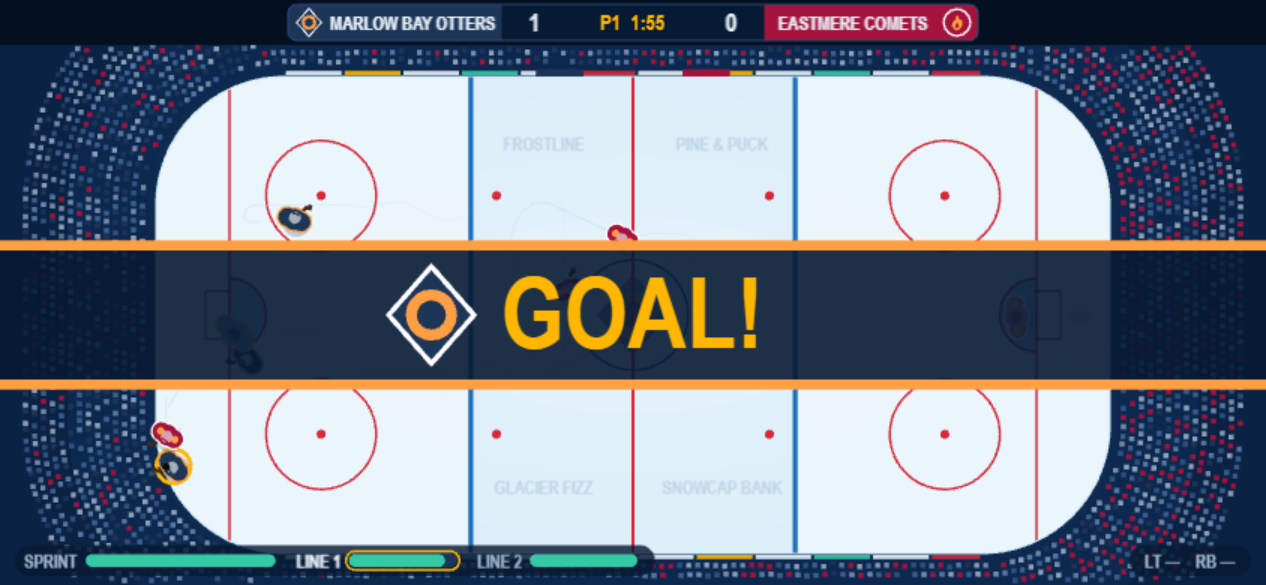 MARLOW BAY OTTERS 1 P1 1:55 0 EASTMERE COMETS
FROSTLINE PINE & PUCK
GOAL!
GLACIER FIZZ SNOWCAP BANK
SPRINT LINE 1 LINE 2 LT — RB —